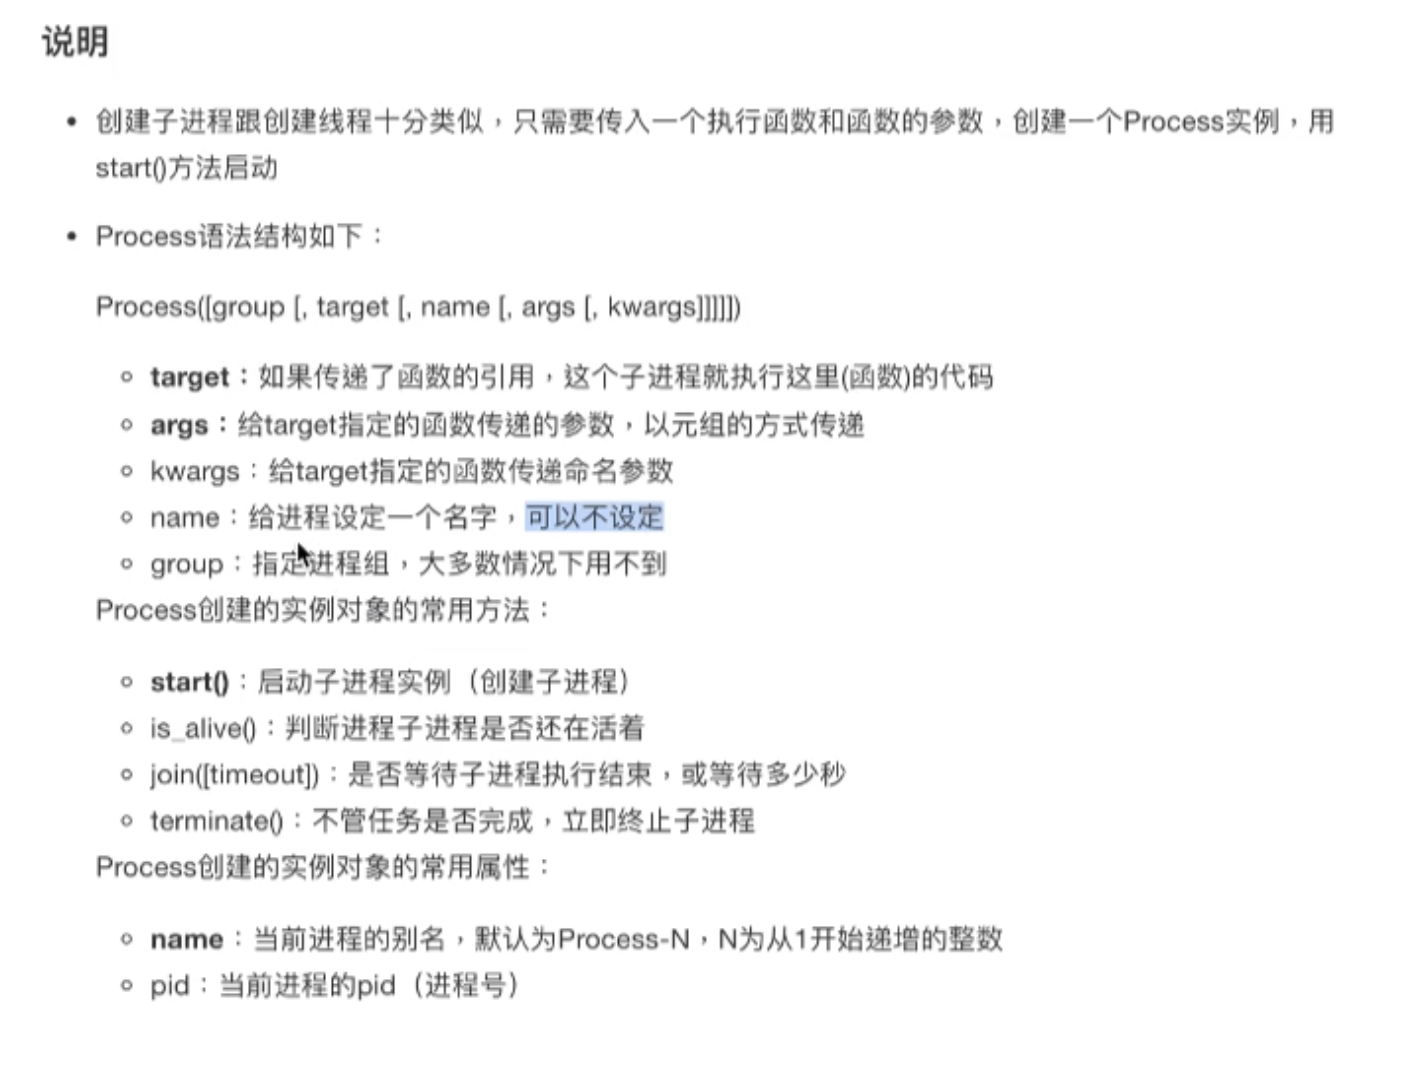 说明
创建子进程跟创建线程十分类似，只需要传入一个执行函数和函数的参数，创建一个Process实例，用
start()方法启动
Process语法结构如下：
Process([group [, target [, name [, args [, kwargs]]]]])
target：如果传递了函数的引用，这个子进程就执行这里(函数)的代码
args：给target指定的函数传递的参数，以元组的方式传递
kwargs：给target指定的函数传递命名参数
name：给进程设定一个名字，可以不设定
group：指定进程组，大多数情况下用不到
Process创建的实例对象的常用方法：
start()：启动子进程实例（创建子进程）
is_alive()：判断进程子进程是否还在活着
join([timeout])：是否等待子进程执行结束，或等待多少秒
terminate()：不管任务是否完成，立即终止子进程
Process创建的实例对象的常用属性：
name：当前进程的别名，默认为Process-N，N为从1开始递增的整数
pid：当前进程的pid（进程号）